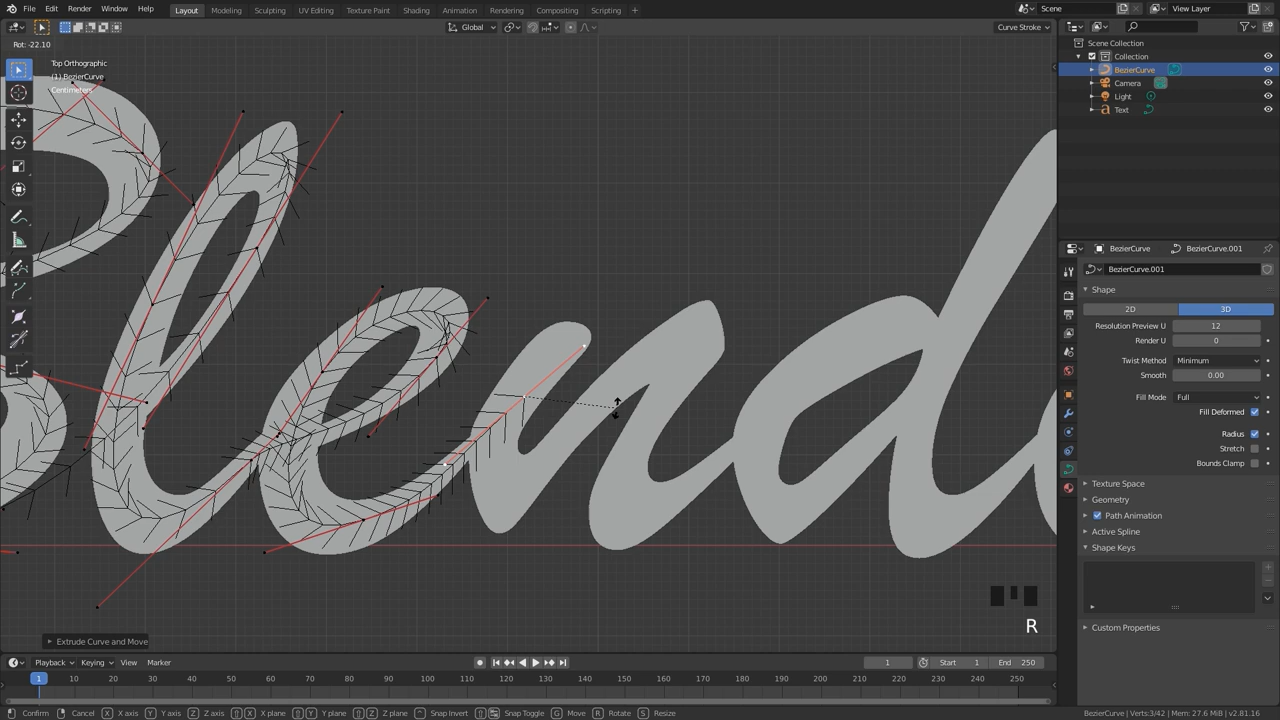 File Edit Render Window Help Layout Modeling Sculpting UV Editing Texture Paint Shading Animation Rendering Compositing Scripting + Scene View Layer
Global Curve Stroke
Rot: -22.10
Top Orthographic
(1) BezierCurve
Centimeters
Blende
R
Extrude Curve and Move
Scene Collection
Collection
BezierCurve
Camera
Light
Text
BezierCurve BezierCurve.001
BezierCurve.001
Shape
2D 3D
Resolution Preview U 12
Render U 0
Twist Method Minimum
Smooth 0.00
Fill Mode Full
Fill Deformed
Radius
Stretch
Bounds Clamp
Texture Space
Geometry
Path Animation
Active Spline
Shape Keys
Custom Properties
Playback Keying View Marker 1 Start 1 End 250
1 10 20 30 40 50 60 70 80 90 100 110 120 130 140 150 160 170 180 190 200 210 220 230 240 250
Confirm Cancel X X axis Y Y axis Z Z axis X X plane Y Y plane Z Z plane Snap Invert Snap Toggle G Move R Rotate S Resize BezierCurve | Verts:3/42 | Mem: 27.6 MiB | v2.81.16